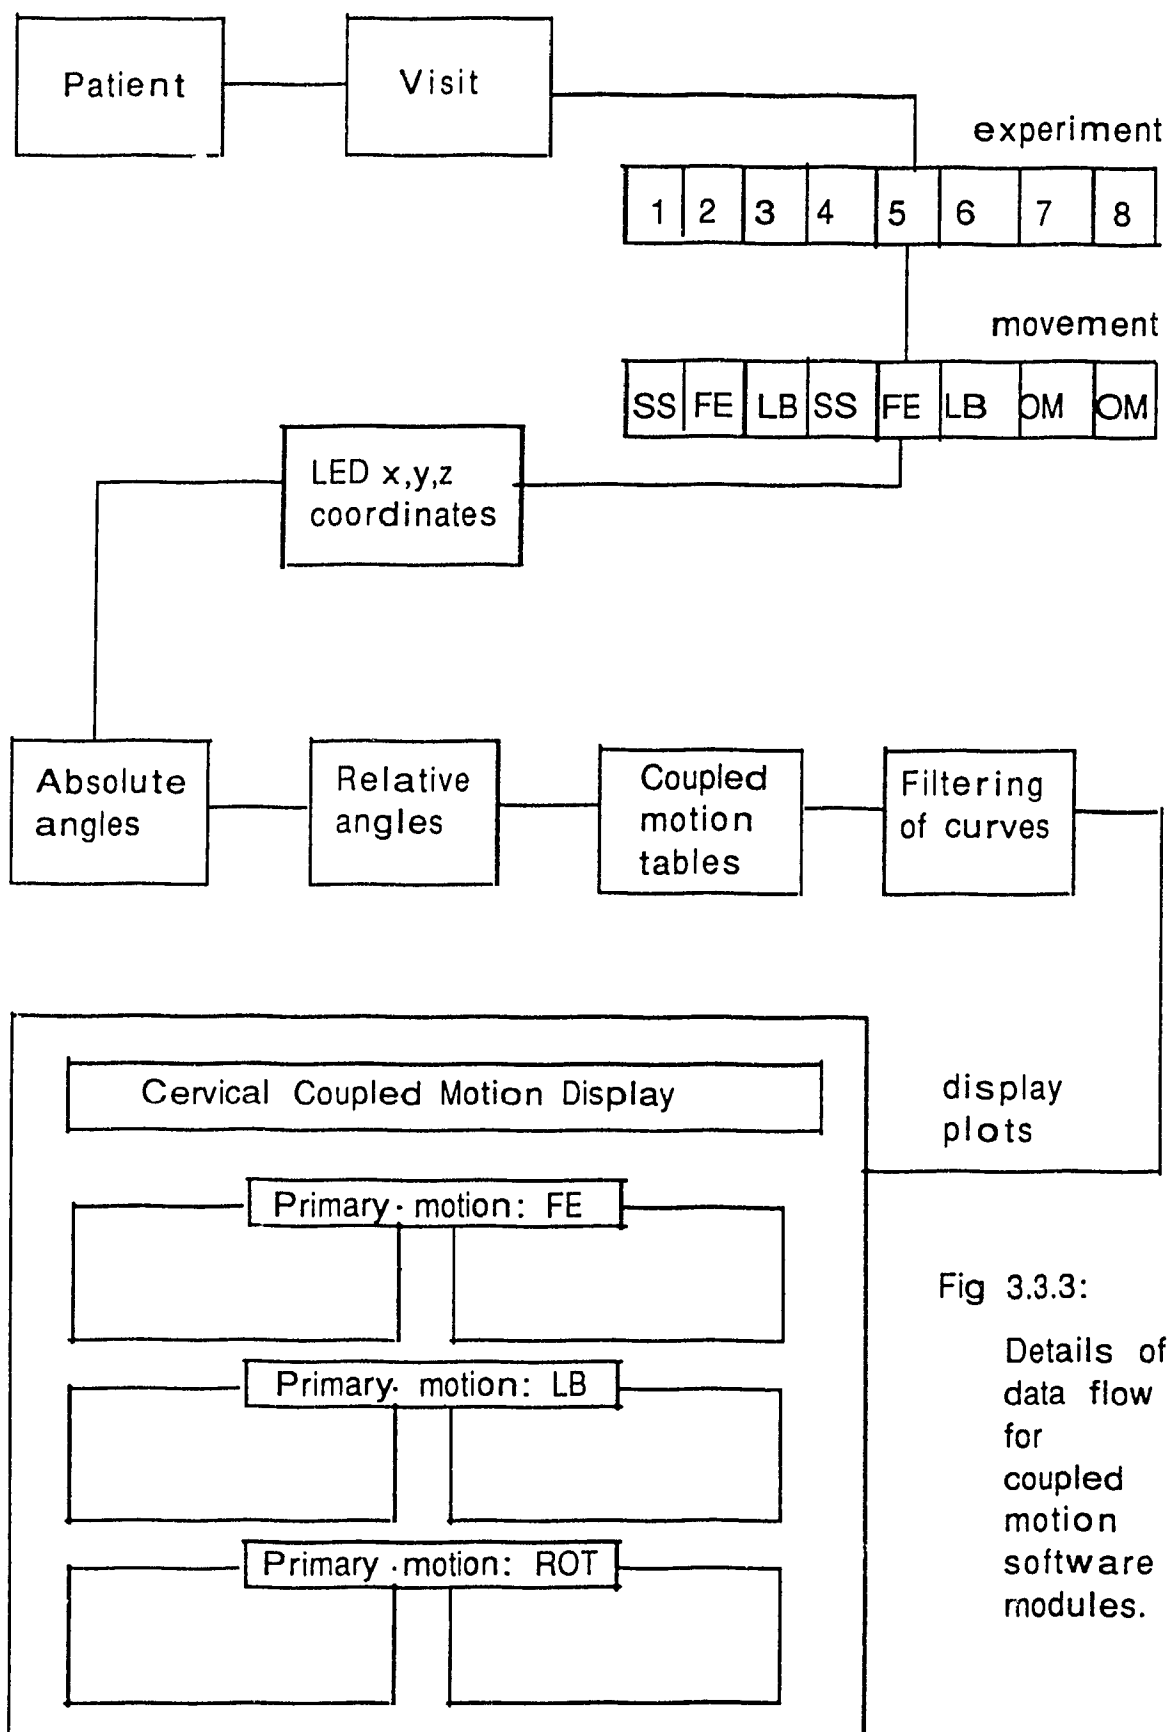 Patient
Visit
experiment
1 2 3 4 5 6 7 8
movement
SS FE LB SS FE LB OM OM
LED x,y,z
coordinates
Absolute
angles
Relative
angles
Coupled
motion
tables
Filtering
of curves
Cervical Coupled Motion Display
display
plots
Primary motion: FE
Primary motion: LB
Primary motion: ROT
Fig 3.3.3:
Details of
data flow
for
coupled
motion
software
modules.